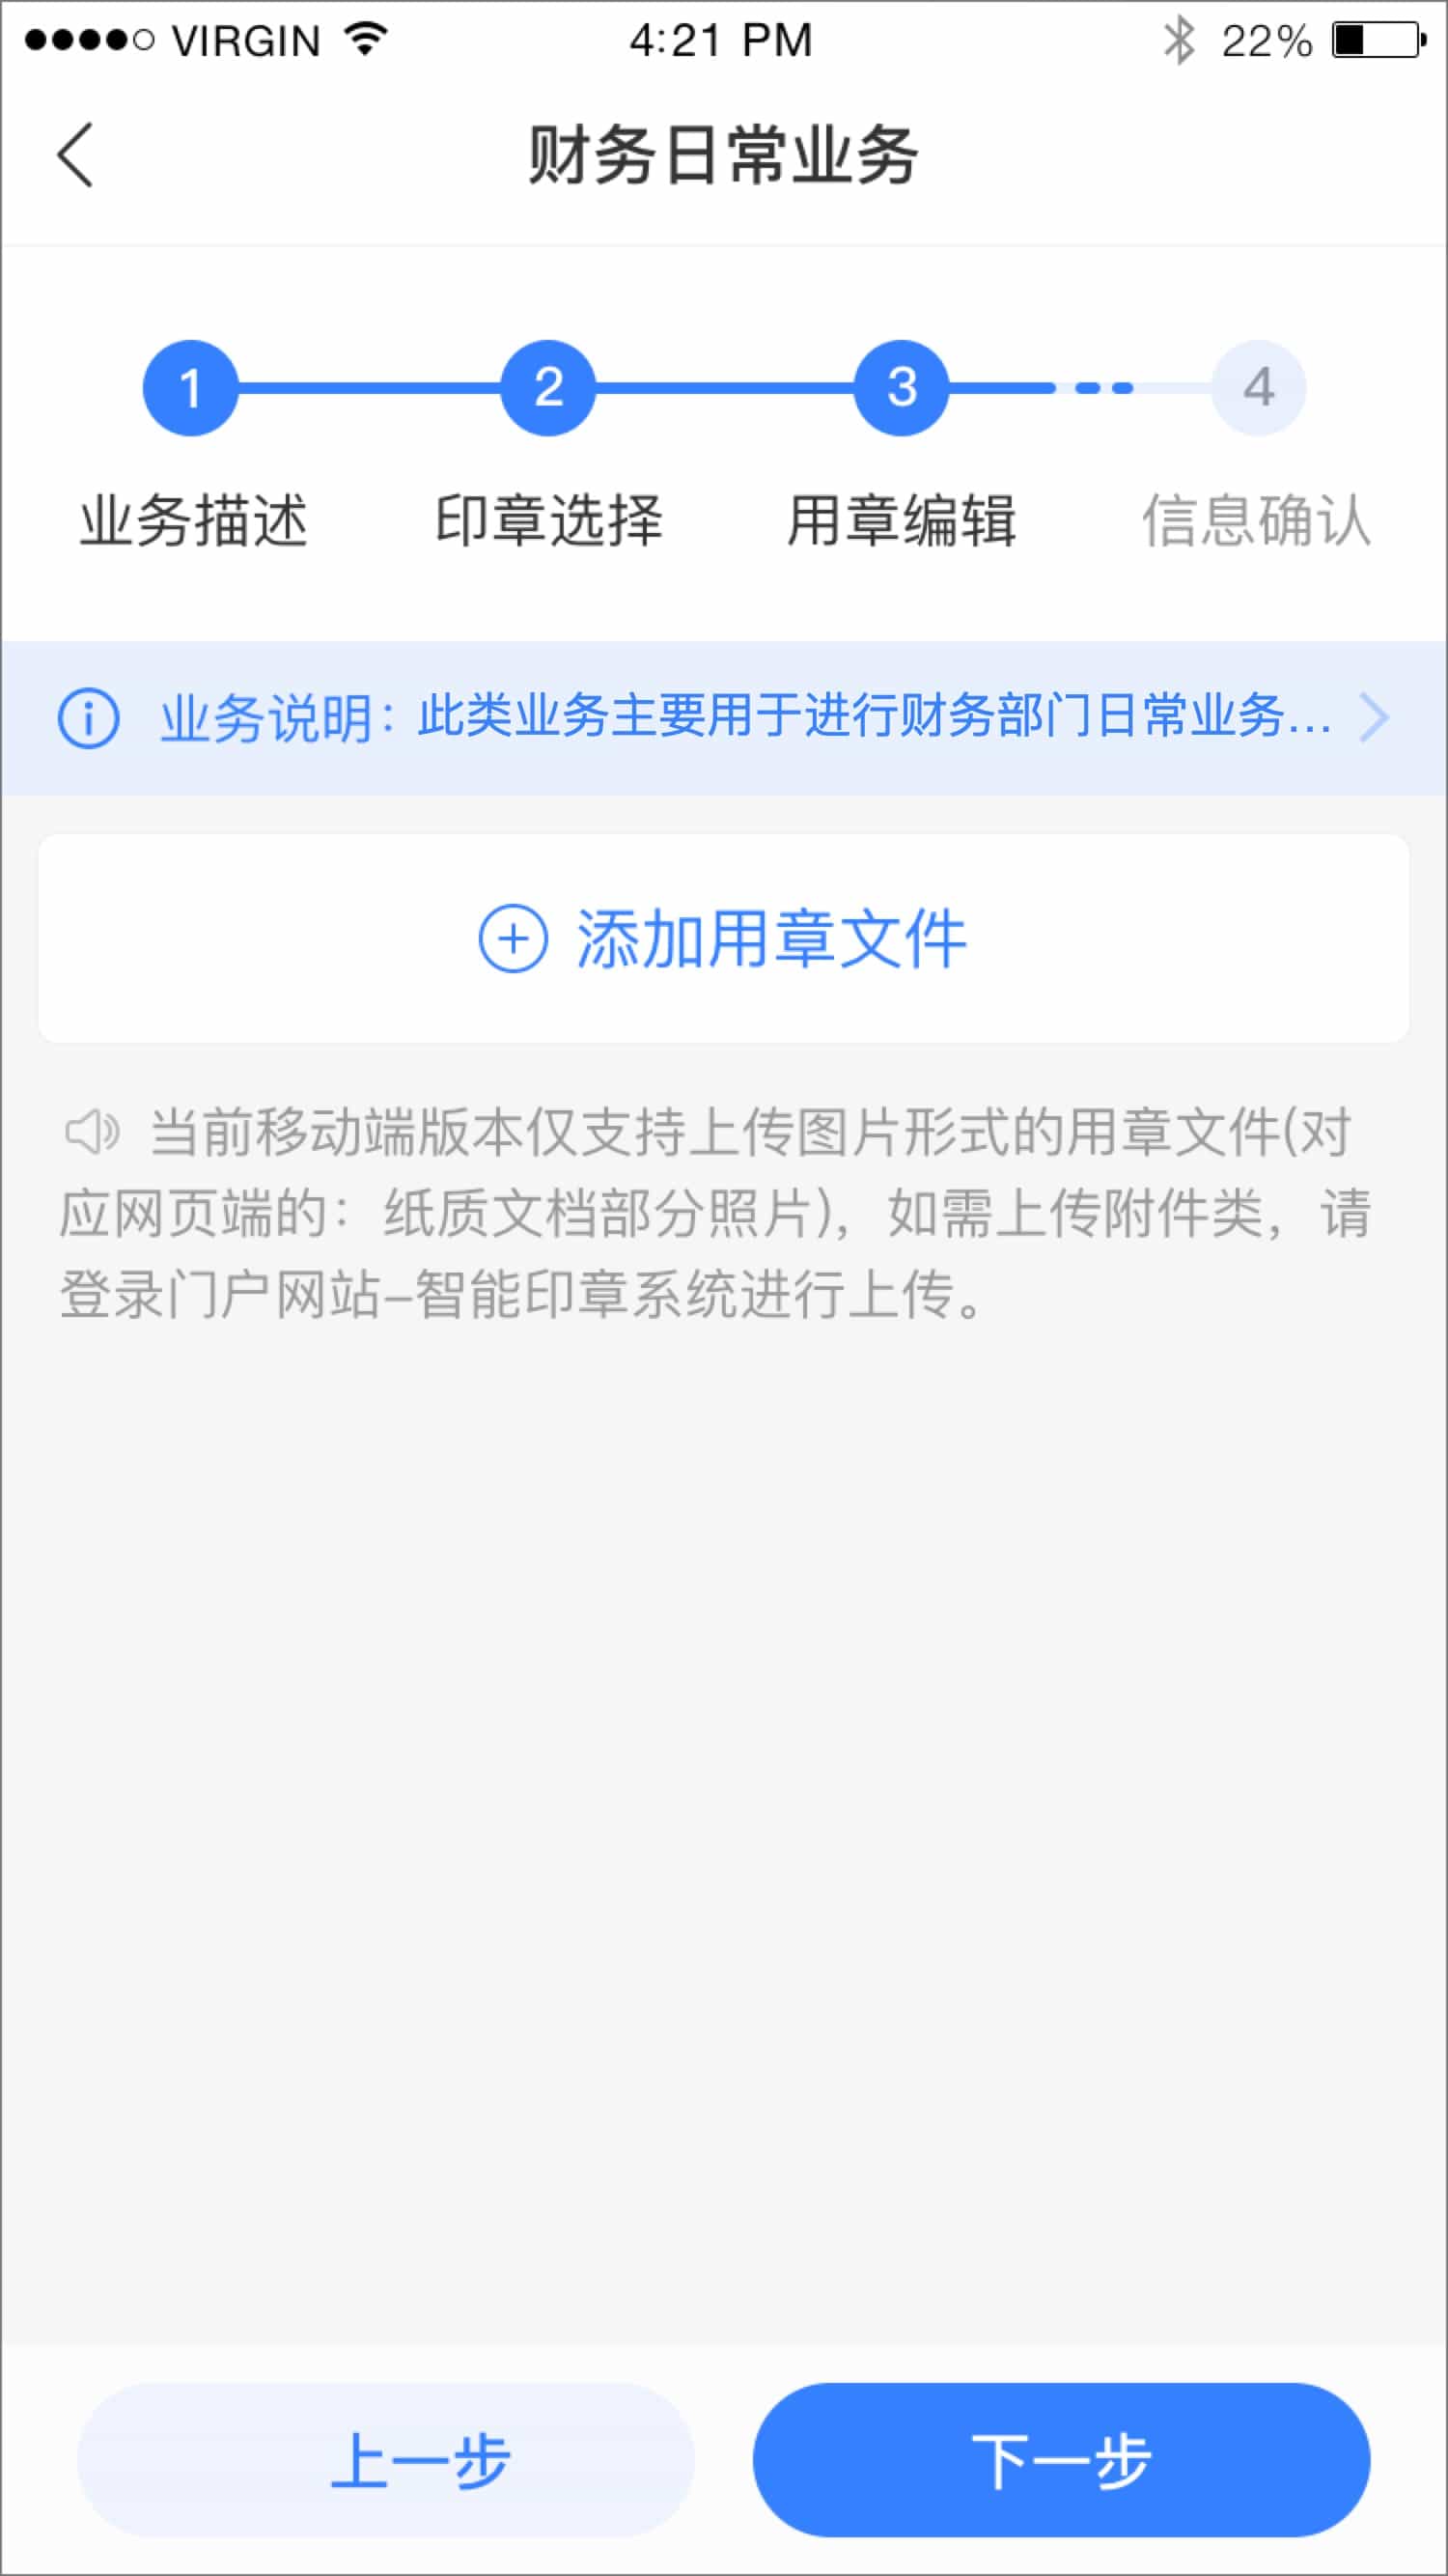 VIRGIN 4:21 PM 22%
财务日常业务
1 2 3 4
业务描述 印章选择 用章编辑 信息确认
业务说明：此类业务主要用于进行财务部门日常业务...
添加用章文件
当前移动端版本仅支持上传图片形式的用章文件(对
应网页端的：纸质文档部分照片)，如需上传附件类，请
登录门户网站–智能印章系统进行上传。
上一步 下一步